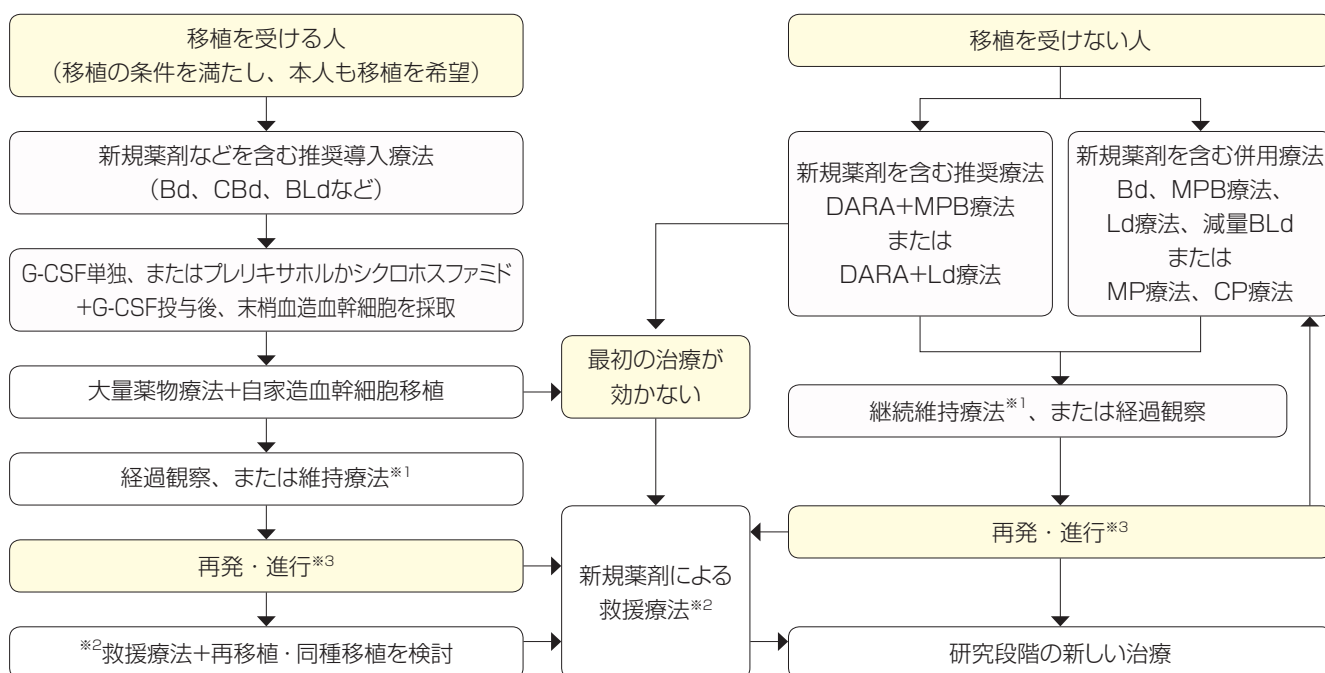 移植を受ける人
（移植の条件を満たし、本人も移植を希望）
新規薬剤などを含む推奨導入療法
（Bd、CBd、BLdなど）
G-CSF単独、またはプレリキサホルかシクロホスファミド
+G-CSF投与後、末梢血造血幹細胞を採取
大量薬物療法+自家造血幹細胞移植
経過観察、または維持療法※1
再発・進行※3
※2救援療法+再移植・同種移植を検討
最初の治療が
効かない
新規薬剤による
救援療法※2
移植を受けない人
新規薬剤を含む推奨療法
DARA+MPB療法
または
DARA+Ld療法
新規薬剤を含む併用療法
Bd、MPB療法、
Ld療法、減量BLd
または
MP療法、CP療法
継続維持療法※1、または経過観察
再発・進行※3
研究段階の新しい治療